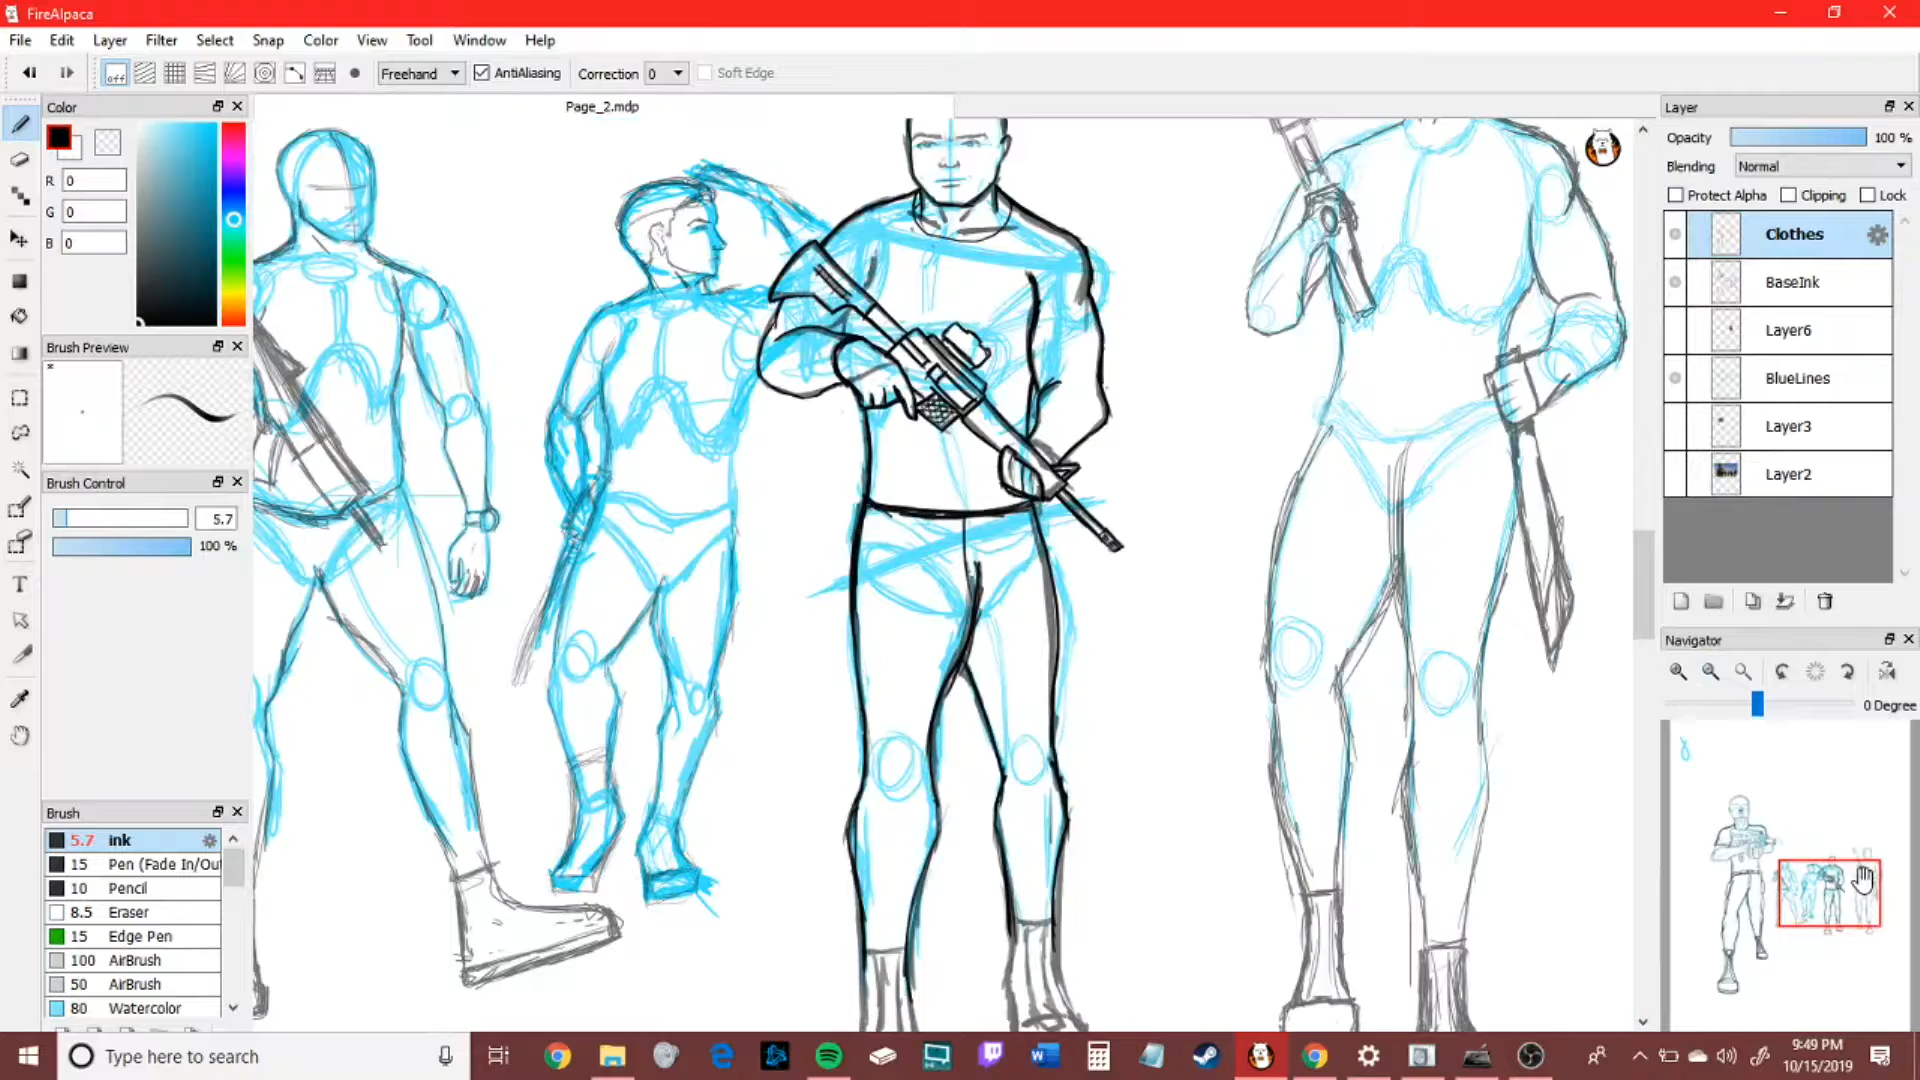 FireAlpaca
File Edit Layer Filter Select Snap Color View Tool Window Help
off Freehand AntiAliasing Correction 0 Soft Edge
Color
Page_2.mdp
Layer
R 0
G 0
B 0
Opacity 100 %
Blending Normal
Protect Alpha Clipping Lock
Clothes
BaseInk
Layer6
BlueLines
Layer3
Layer2
Brush Preview
Brush Control
5.7
100 %
T
Navigator
0 Degree
Brush
5.7 ink
15 Pen (Fade In/Ou
10 Pencil
8.5 Eraser
15 Edge Pen
100 AirBrush
50 AirBrush
80 Watercolor
Type here to search
9:49 PM
10/15/2019